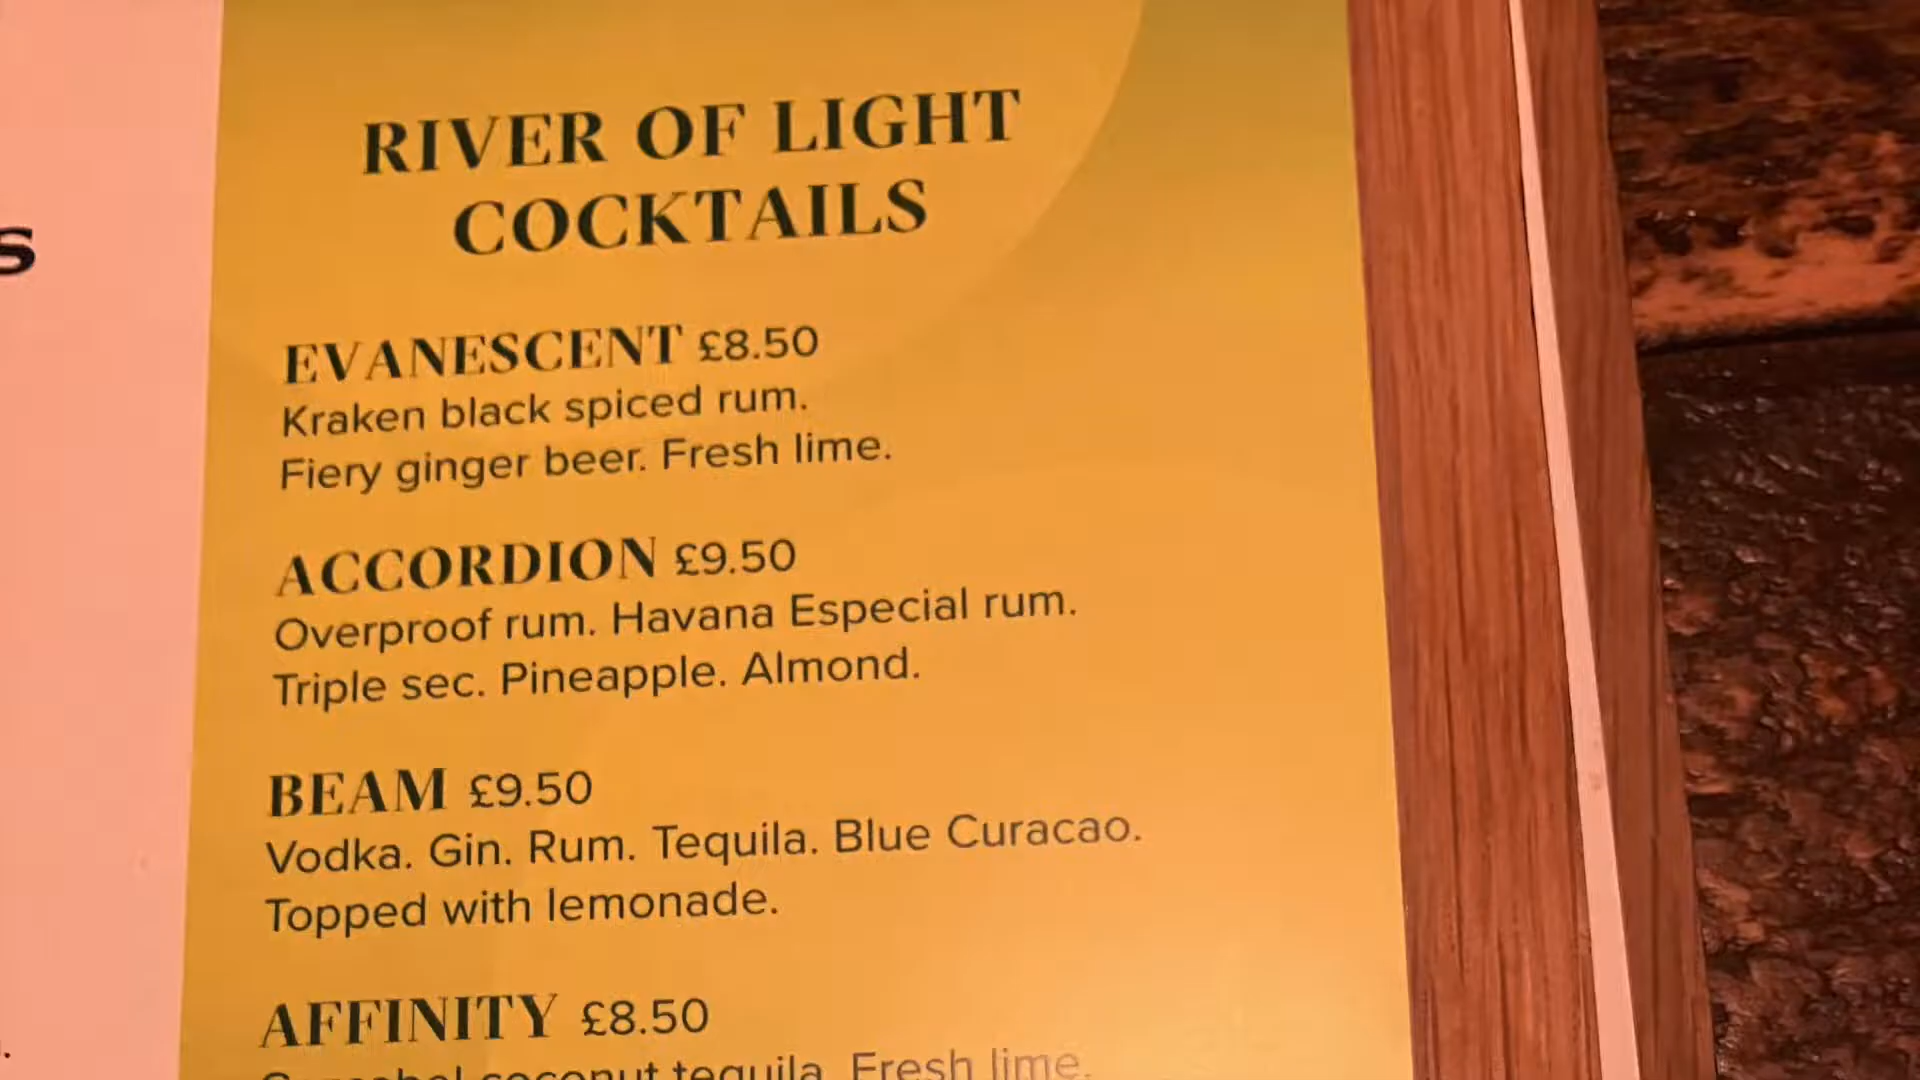 s
RIVER OF LIGHT
COCKTAILS
EVANESCENT £8.50
Kraken black spiced rum.
Fiery ginger beer. Fresh lime.
ACCORDION £9.50
Overproof rum. Havana Especial rum.
Triple sec. Pineapple. Almond.
BEAM £9.50
Vodka. Gin. Rum. Tequila. Blue Curacao.
Topped with lemonade.
AFFINITY £8.50
coconut tequila. Fresh lime.